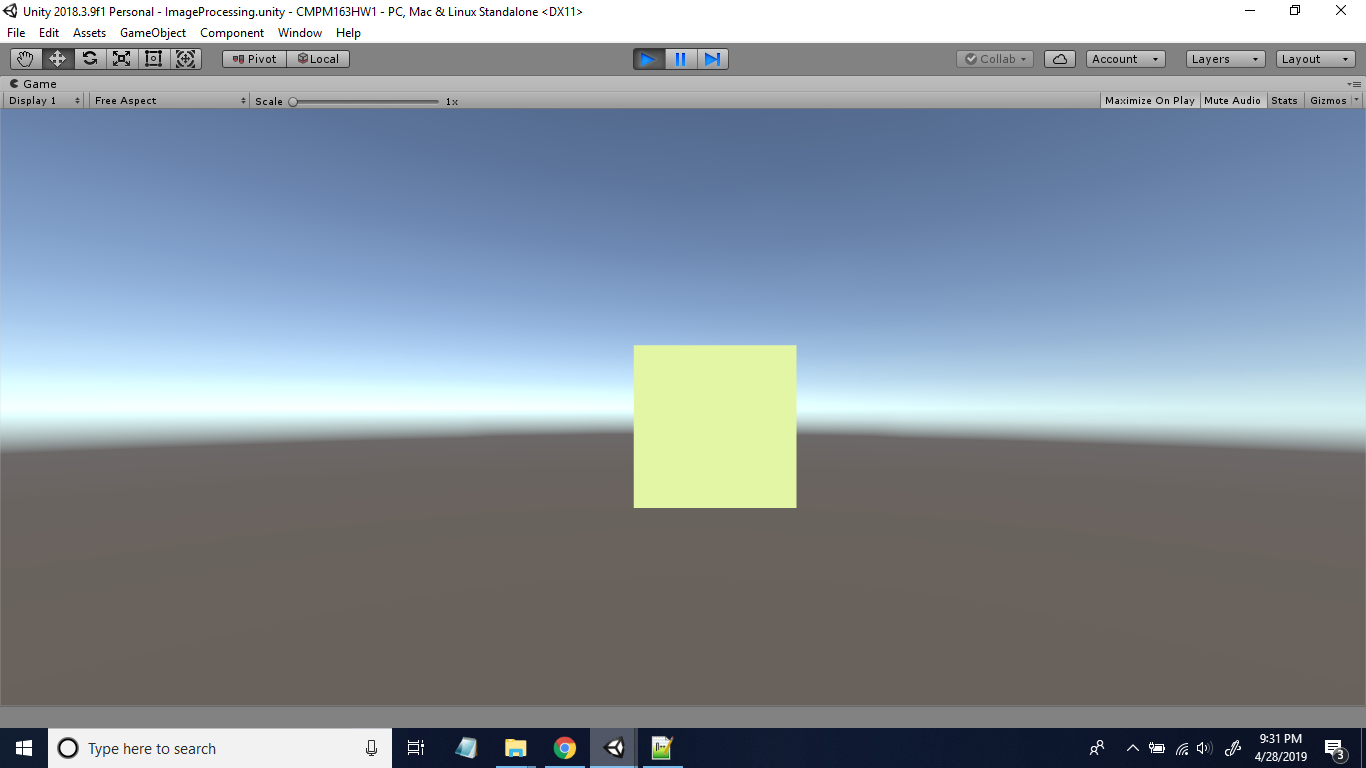 Unity 2018.3.9f1 Personal - ImageProcessing.unity - CMPM163HW1 - PC, Mac & Linux Standalone <DX11>
File Edit Assets GameObject Component Window Help
Pivot Local Collab Account Layers Layout
Game
Display 1 Free Aspect Scale 1x Maximize On Play Mute Audio Stats Gizmos
Type here to search
9:31 PM
4/28/2019
3